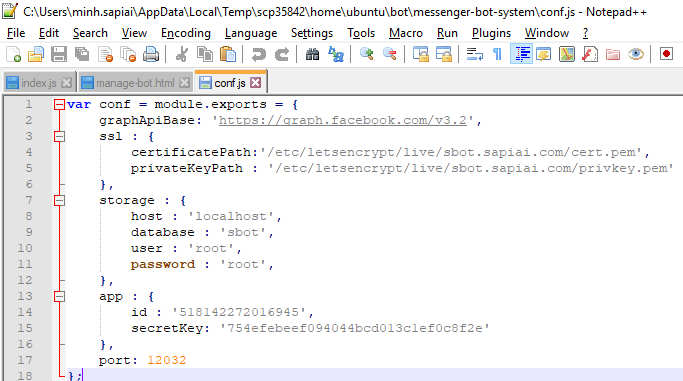 C:\Users\minh.sapiai\AppData\Local\Temp\scp35842\home\ubuntu\bot\messenger-bot-system\conf.js - Notepad++
File Edit Search View Encoding Language Settings Tools Macro Run Plugins Window ?
index.js manage-bot.html conf.js
1 var conf = module.exports = {
2 graphApiBase: 'https://graph.facebook.com/v3.2',
3 ssl : {
4 certificatePath:'/etc/letsencrypt/live/sbot.sapiai.com/cert.pem',
5 privateKeyPath : '/etc/letsencrypt/live/sbot.sapiai.com/privkey.pem'
6 },
7 storage : {
8 host : 'localhost',
9 database : 'sbot',
10 user : 'root',
11 password : 'root',
12 },
13 app : {
14 id : '518142272016945',
15 secretKey: '754efebeef094044bcd013c1ef0c8f2e'
16 },
17 port: 12032
18 };